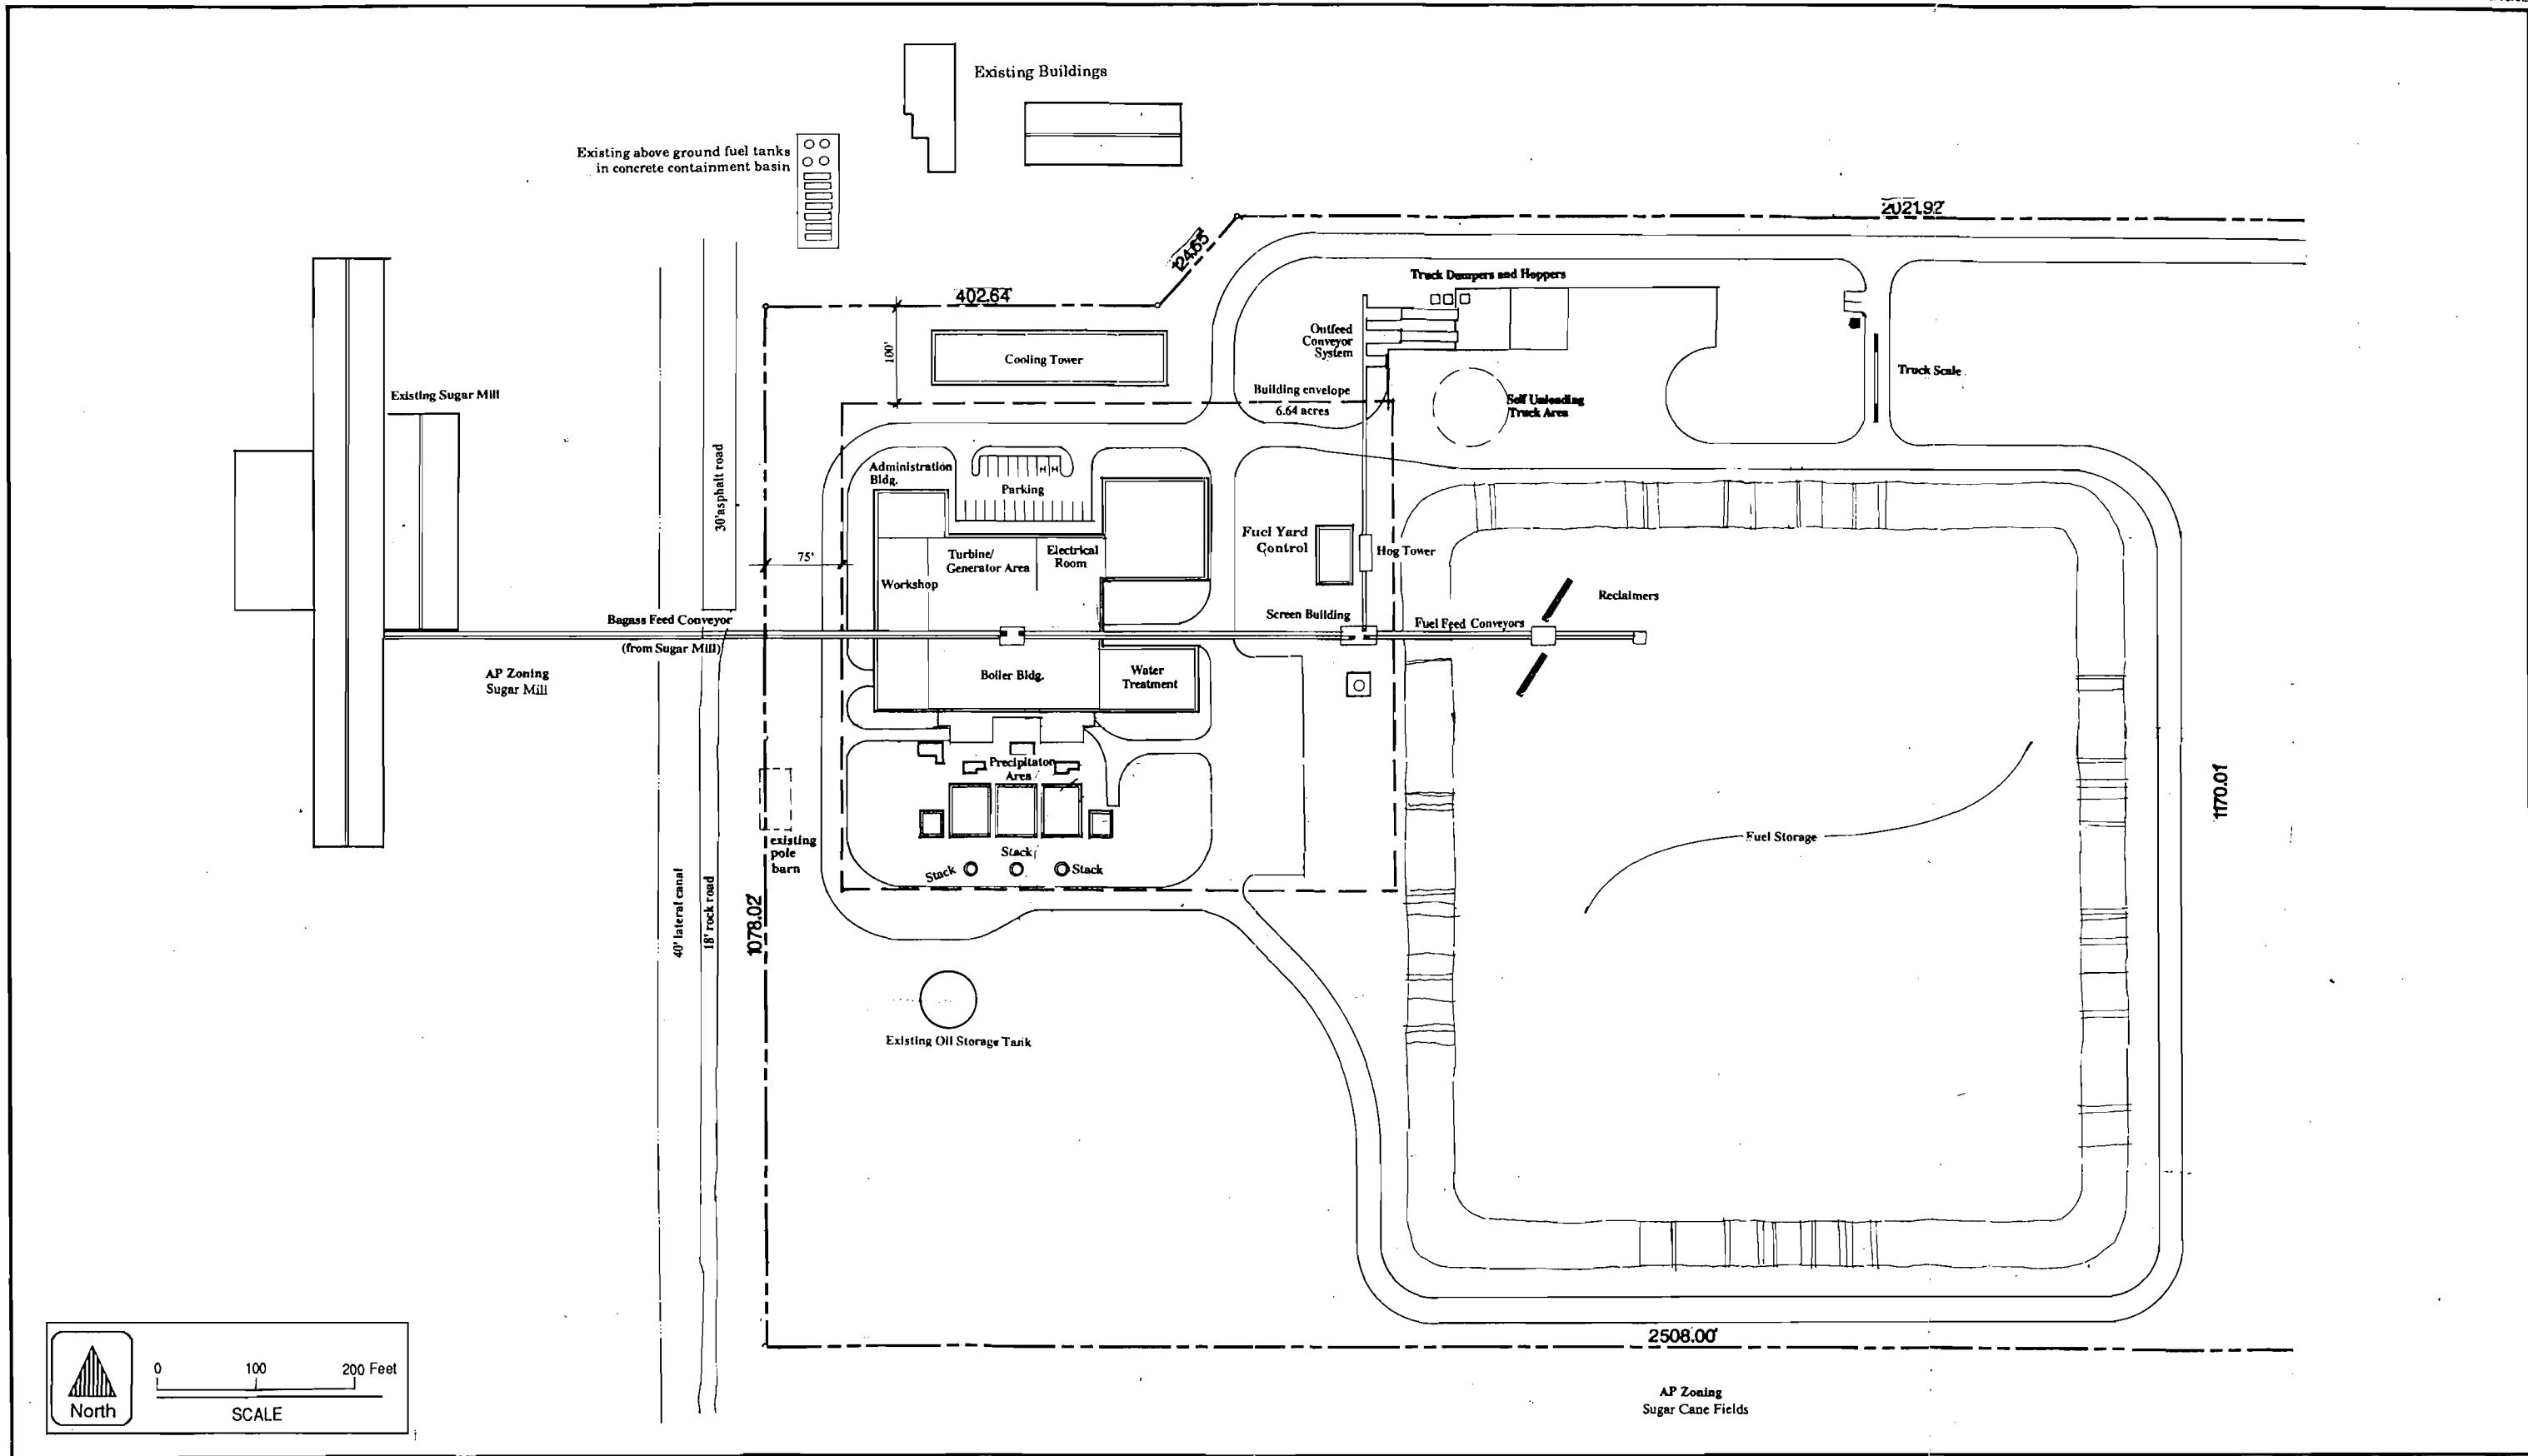 Existing Buildings
Existing above ground fuel tanks
in concrete containment basin
2021.92'
124.65'
402.64'
100'
Cooling Tower
Truck Dumpers and Hoppers
Outfeed
Conveyor
System
Building envelope
6.64 acres
Self Unloading
Truck Area
Truck Scale
Existing Sugar Mill
30' asphalt road
75'
Administration
Bldg.
H H
Parking
Turbine/
Generator Area
Electrical
Room
Workshop
Fuel Yard
Control
Hog Tower
Reclaimers
Screen Building
Fuel Feed Conveyors
Bagass Feed Conveyor
(from Sugar Mill)
AP Zoning
Sugar Mill
Boiler Bldg.
Water
Treatment
Precipitaton
Area
Stack
Stack
Stack
existing
pole
barn
40' lateral canal
18' rock road
1078.02'
1170.01'
Fuel Storage
Existing Oil Storage Tank
2508.00'
AP Zoning
Sugar Cane Fields
North
0 100 200 Feet
SCALE